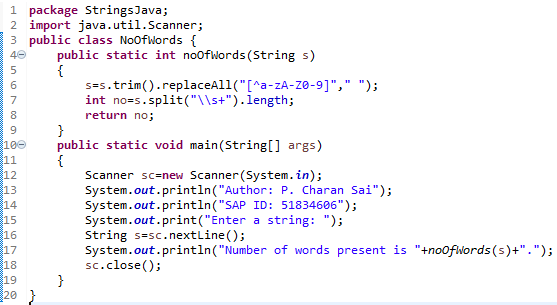 1 package StringsJava;
2 import java.util.Scanner;
3 public class NoOfWords {
4 public static int noOfWords(String s)
5 {
6 s=s.trim().replaceAll("[^a-zA-Z0-9]"," ");
7 int no=s.split("\\s+").length;
8 return no;
9 }
10 public static void main(String[] args)
11 {
12 Scanner sc=new Scanner(System.in);
13 System.out.println("Author: P. Charan Sai");
14 System.out.println("SAP ID: 51834606");
15 System.out.print("Enter a string: ");
16 String s=sc.nextLine();
17 System.out.println("Number of words present is "+noOfWords(s)+".");
18 sc.close();
19 }
20 }